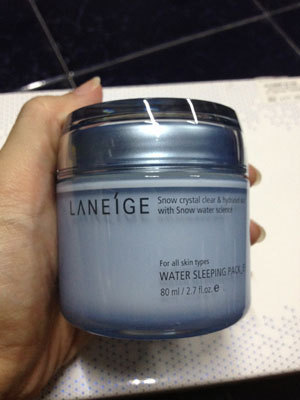 LANEÍGE
Snow crystal clear & hydrated
with Snow water science
For all skin types
WATER SLEEPING PACK
80 ml / 2.7 fl.oz. e